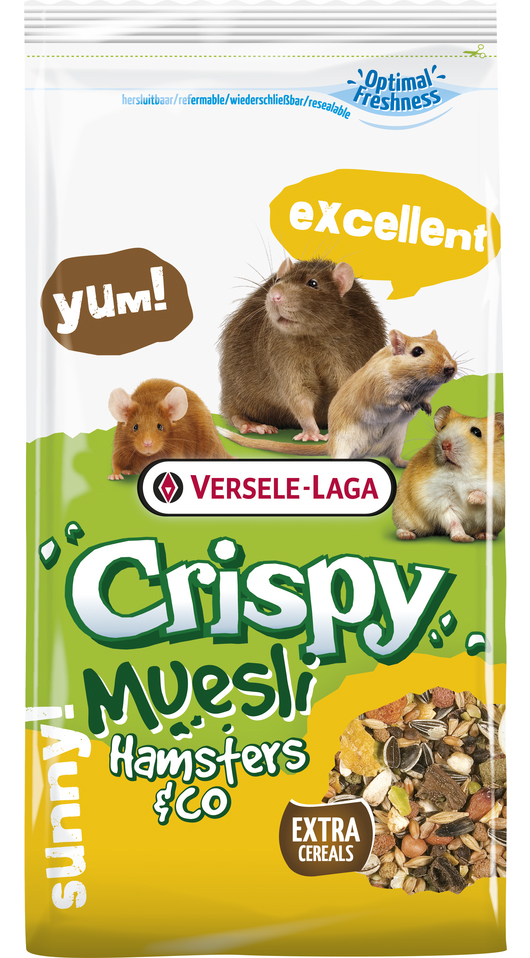 Optimal
Freshness
hersluitbaar/refermable/wiederschließbar/resealable
excellent
yum!
VERSELE-LAGA
Crispy
Muesli
Hamsters
&CO
sunny!
EXTRA
CEREALS